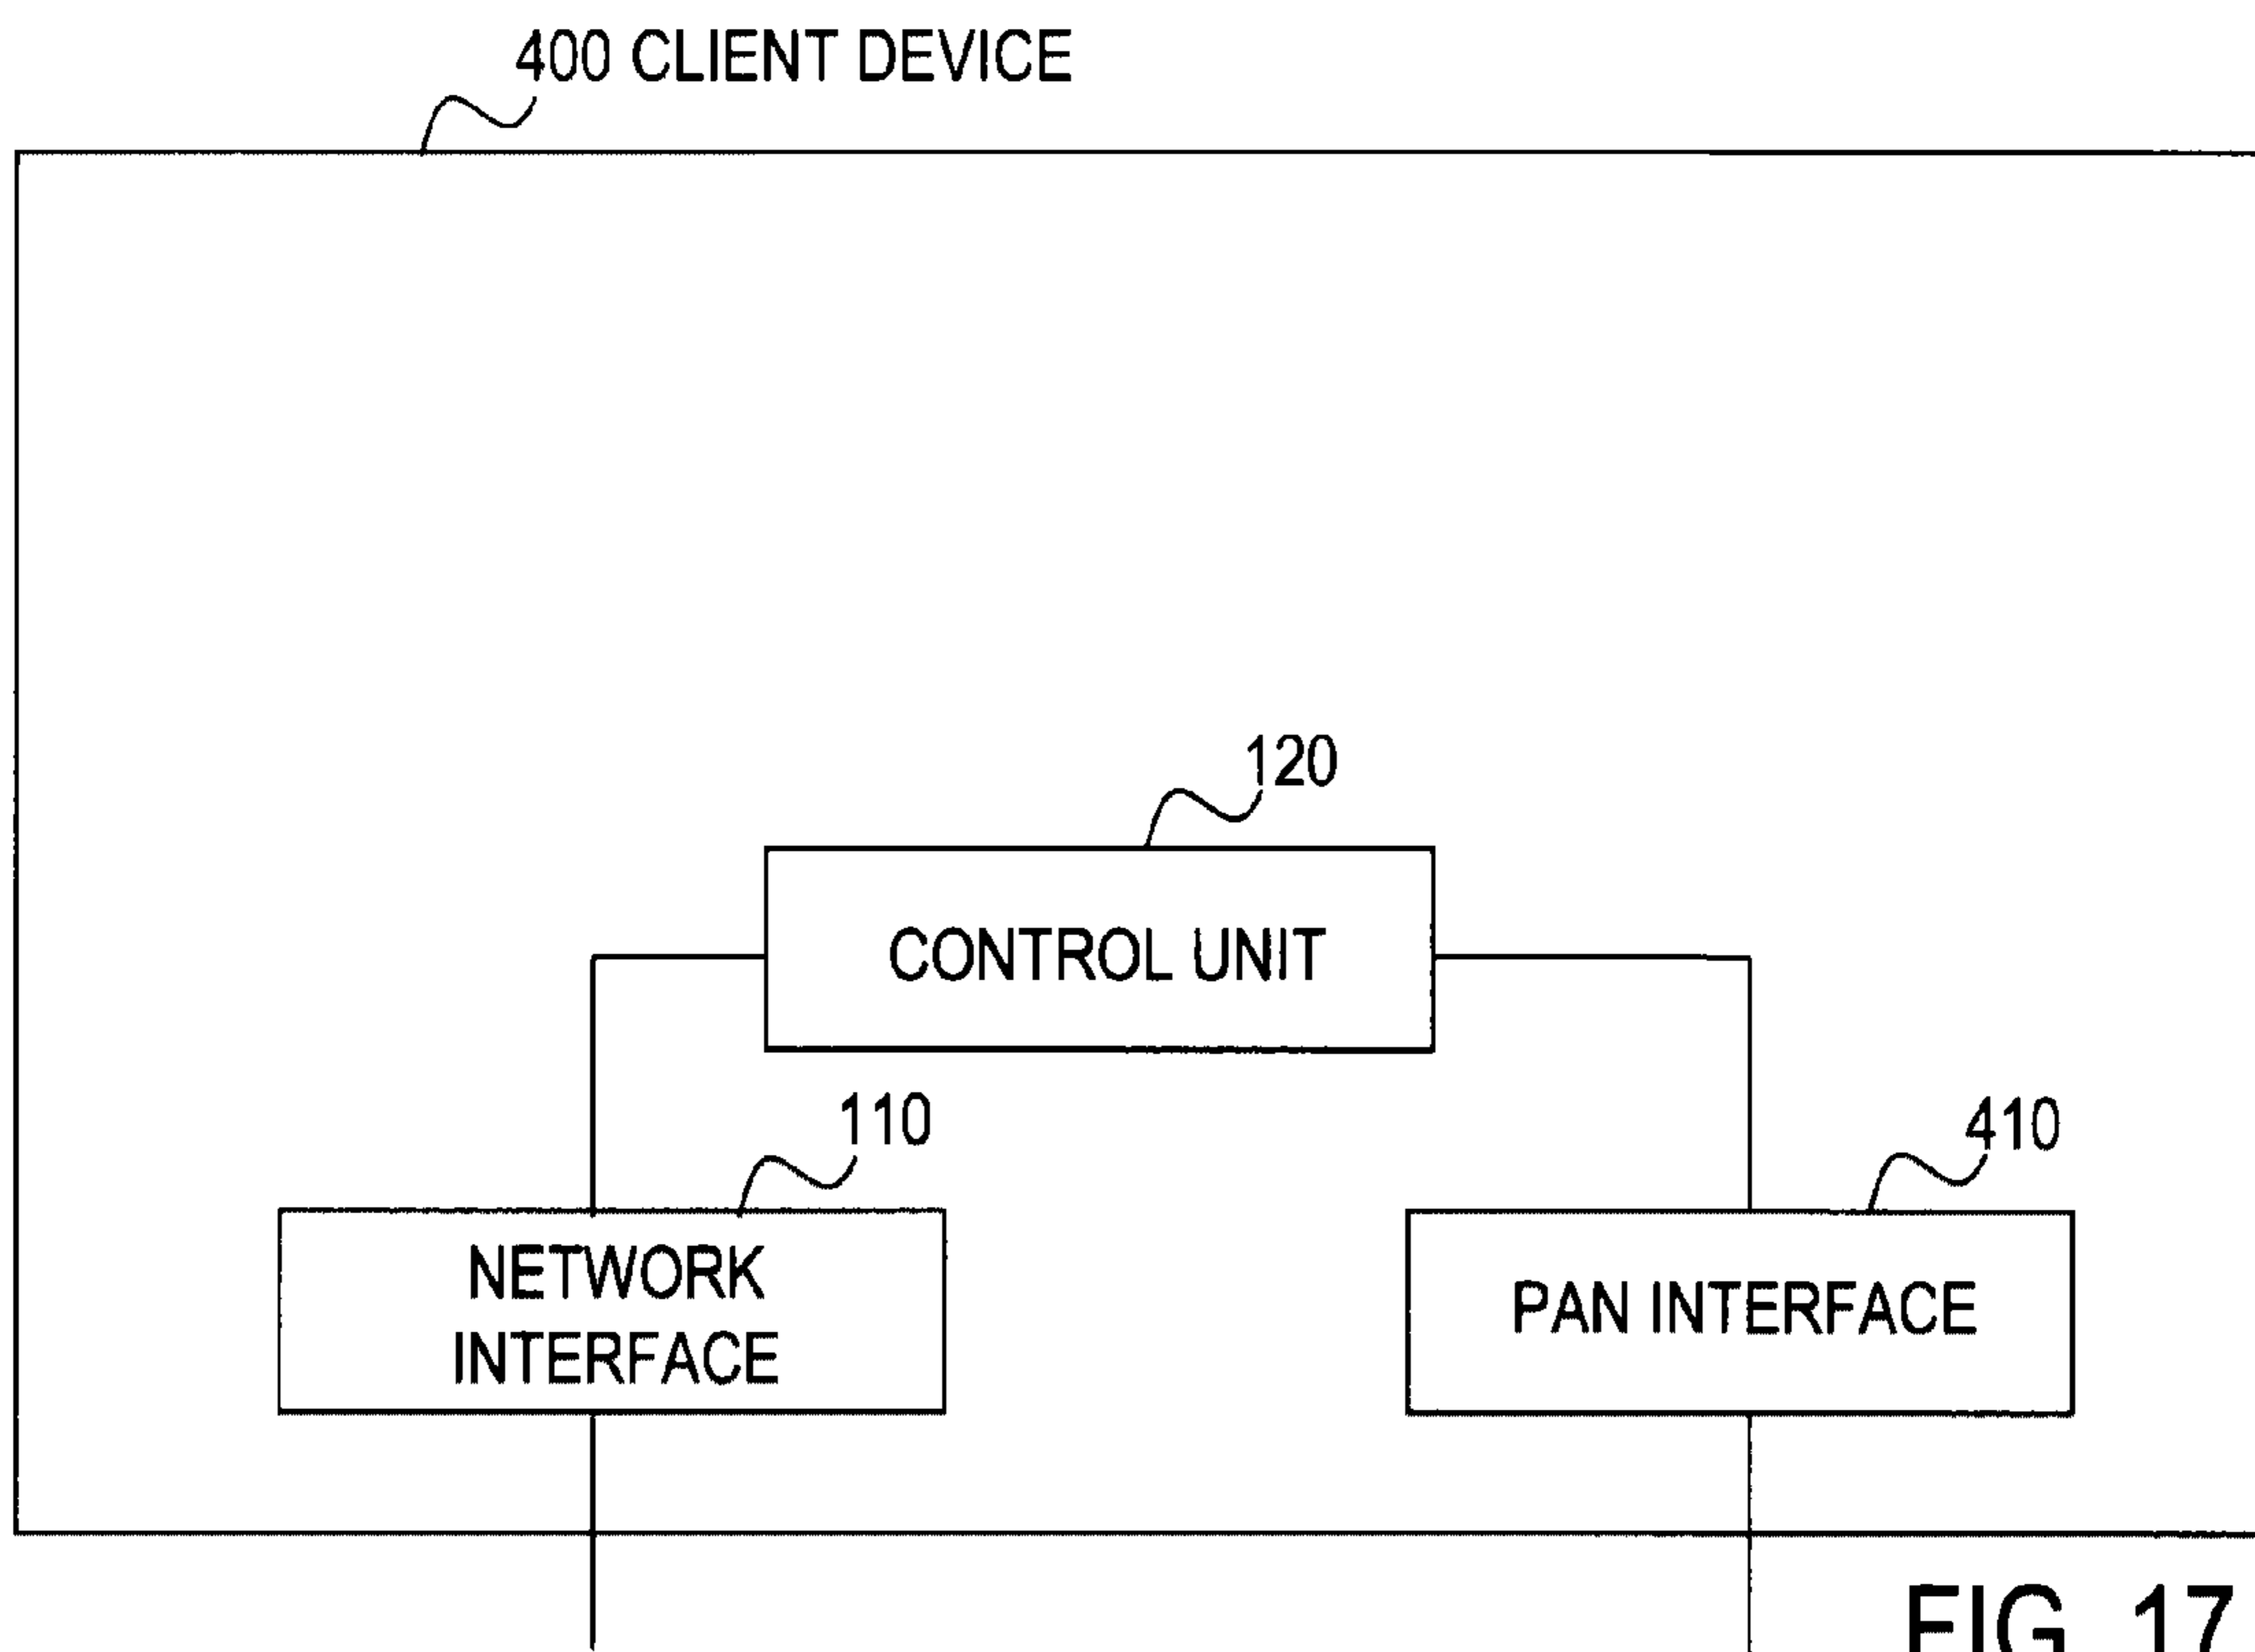 400 CLIENT DEVICE
120
CONTROL UNIT
110
410
NETWORK
INTERFACE
PAN INTERFACE
FIG. 17